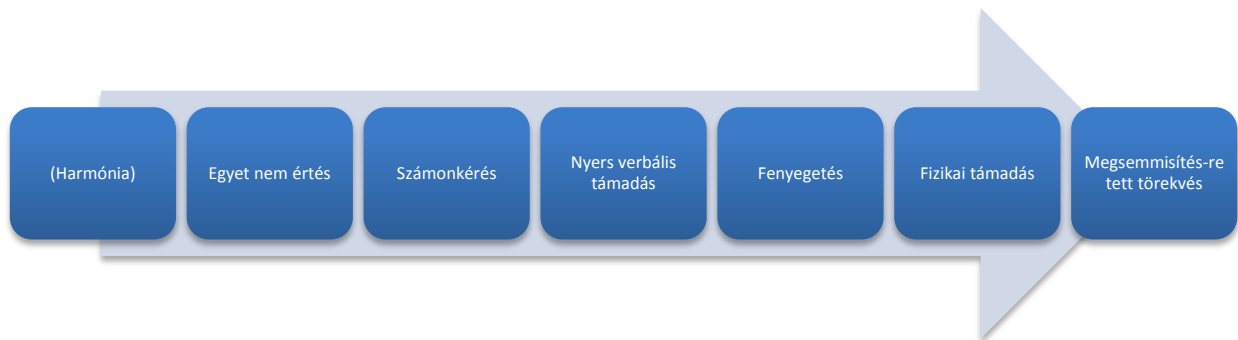 (Harmónia)
Egyet nem értés
Számonkérés
Nyers verbális
támadás
Fenyegetés
Fizikai támadás
Megsemmisítés-re
tett törekvés